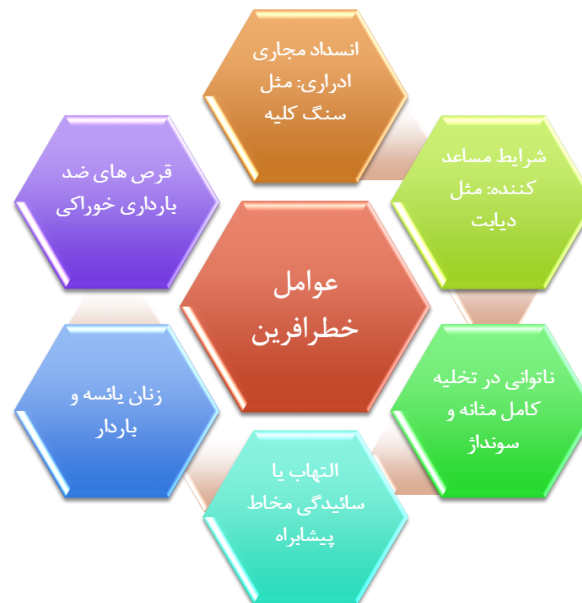 عوامل
خطرافرین
انسداد مجاری
ادراری: مثل
سنگ کلیه
شرایط مساعد
کننده: مثل
دیابت
ناتوانی در تخلیه
کامل مثانه و
سونداژ
التهاب یا
سائیدگی مخاط
پیشابراه
زنان یائسه و
باردار
قرص های ضد
بارداری خوراکی